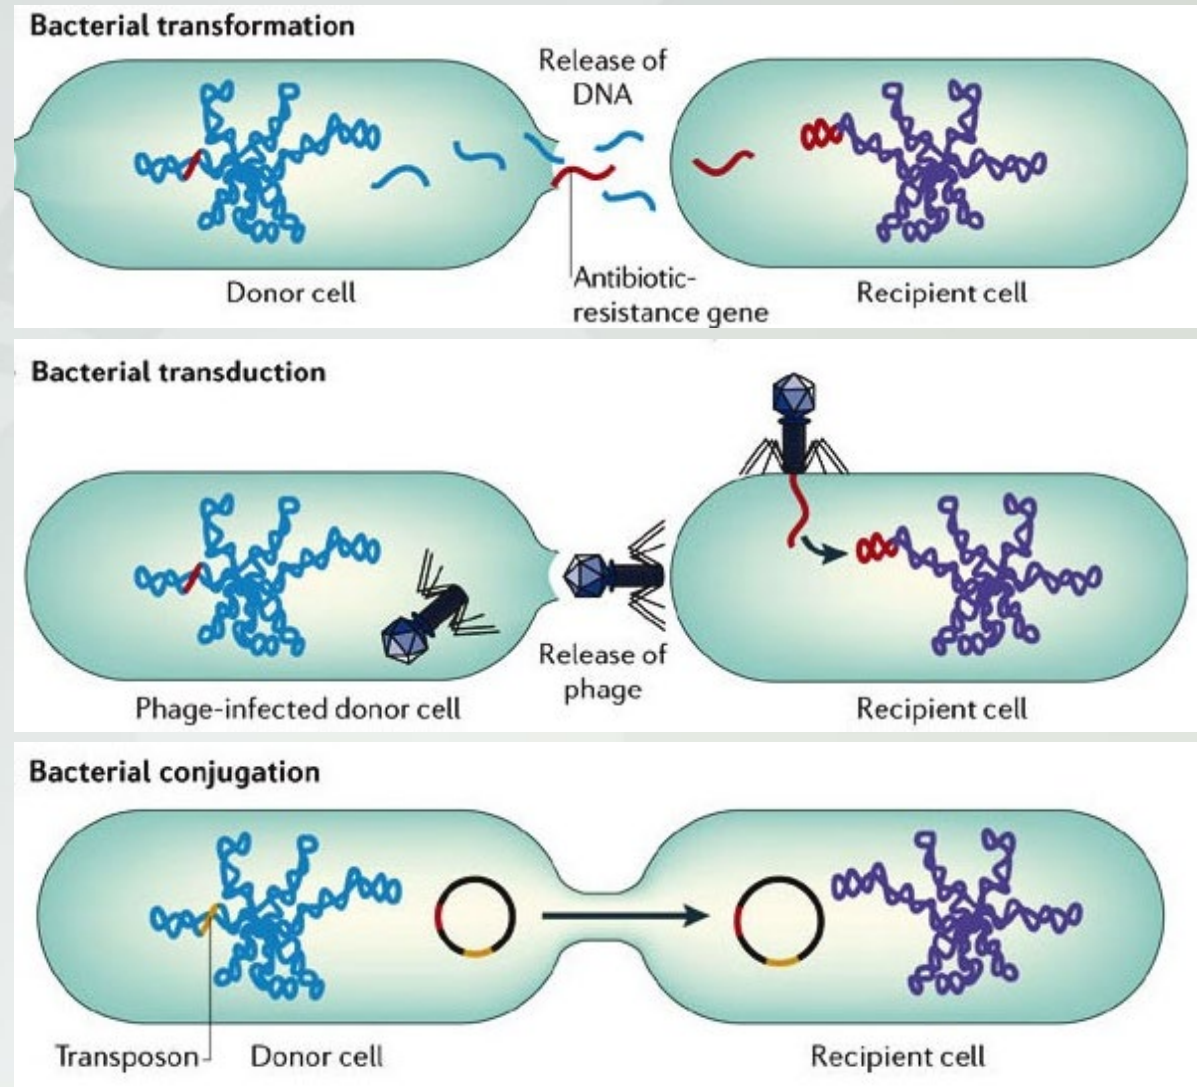 Bacterial transformation
Release of
DNA
Donor cell
Antibiotic-
resistance gene
Recipient cell
Bacterial transduction
Phage-infected donor cell
Release of
phage
Recipient cell
Bacterial conjugation
Transposon
Donor cell
Recipient cell